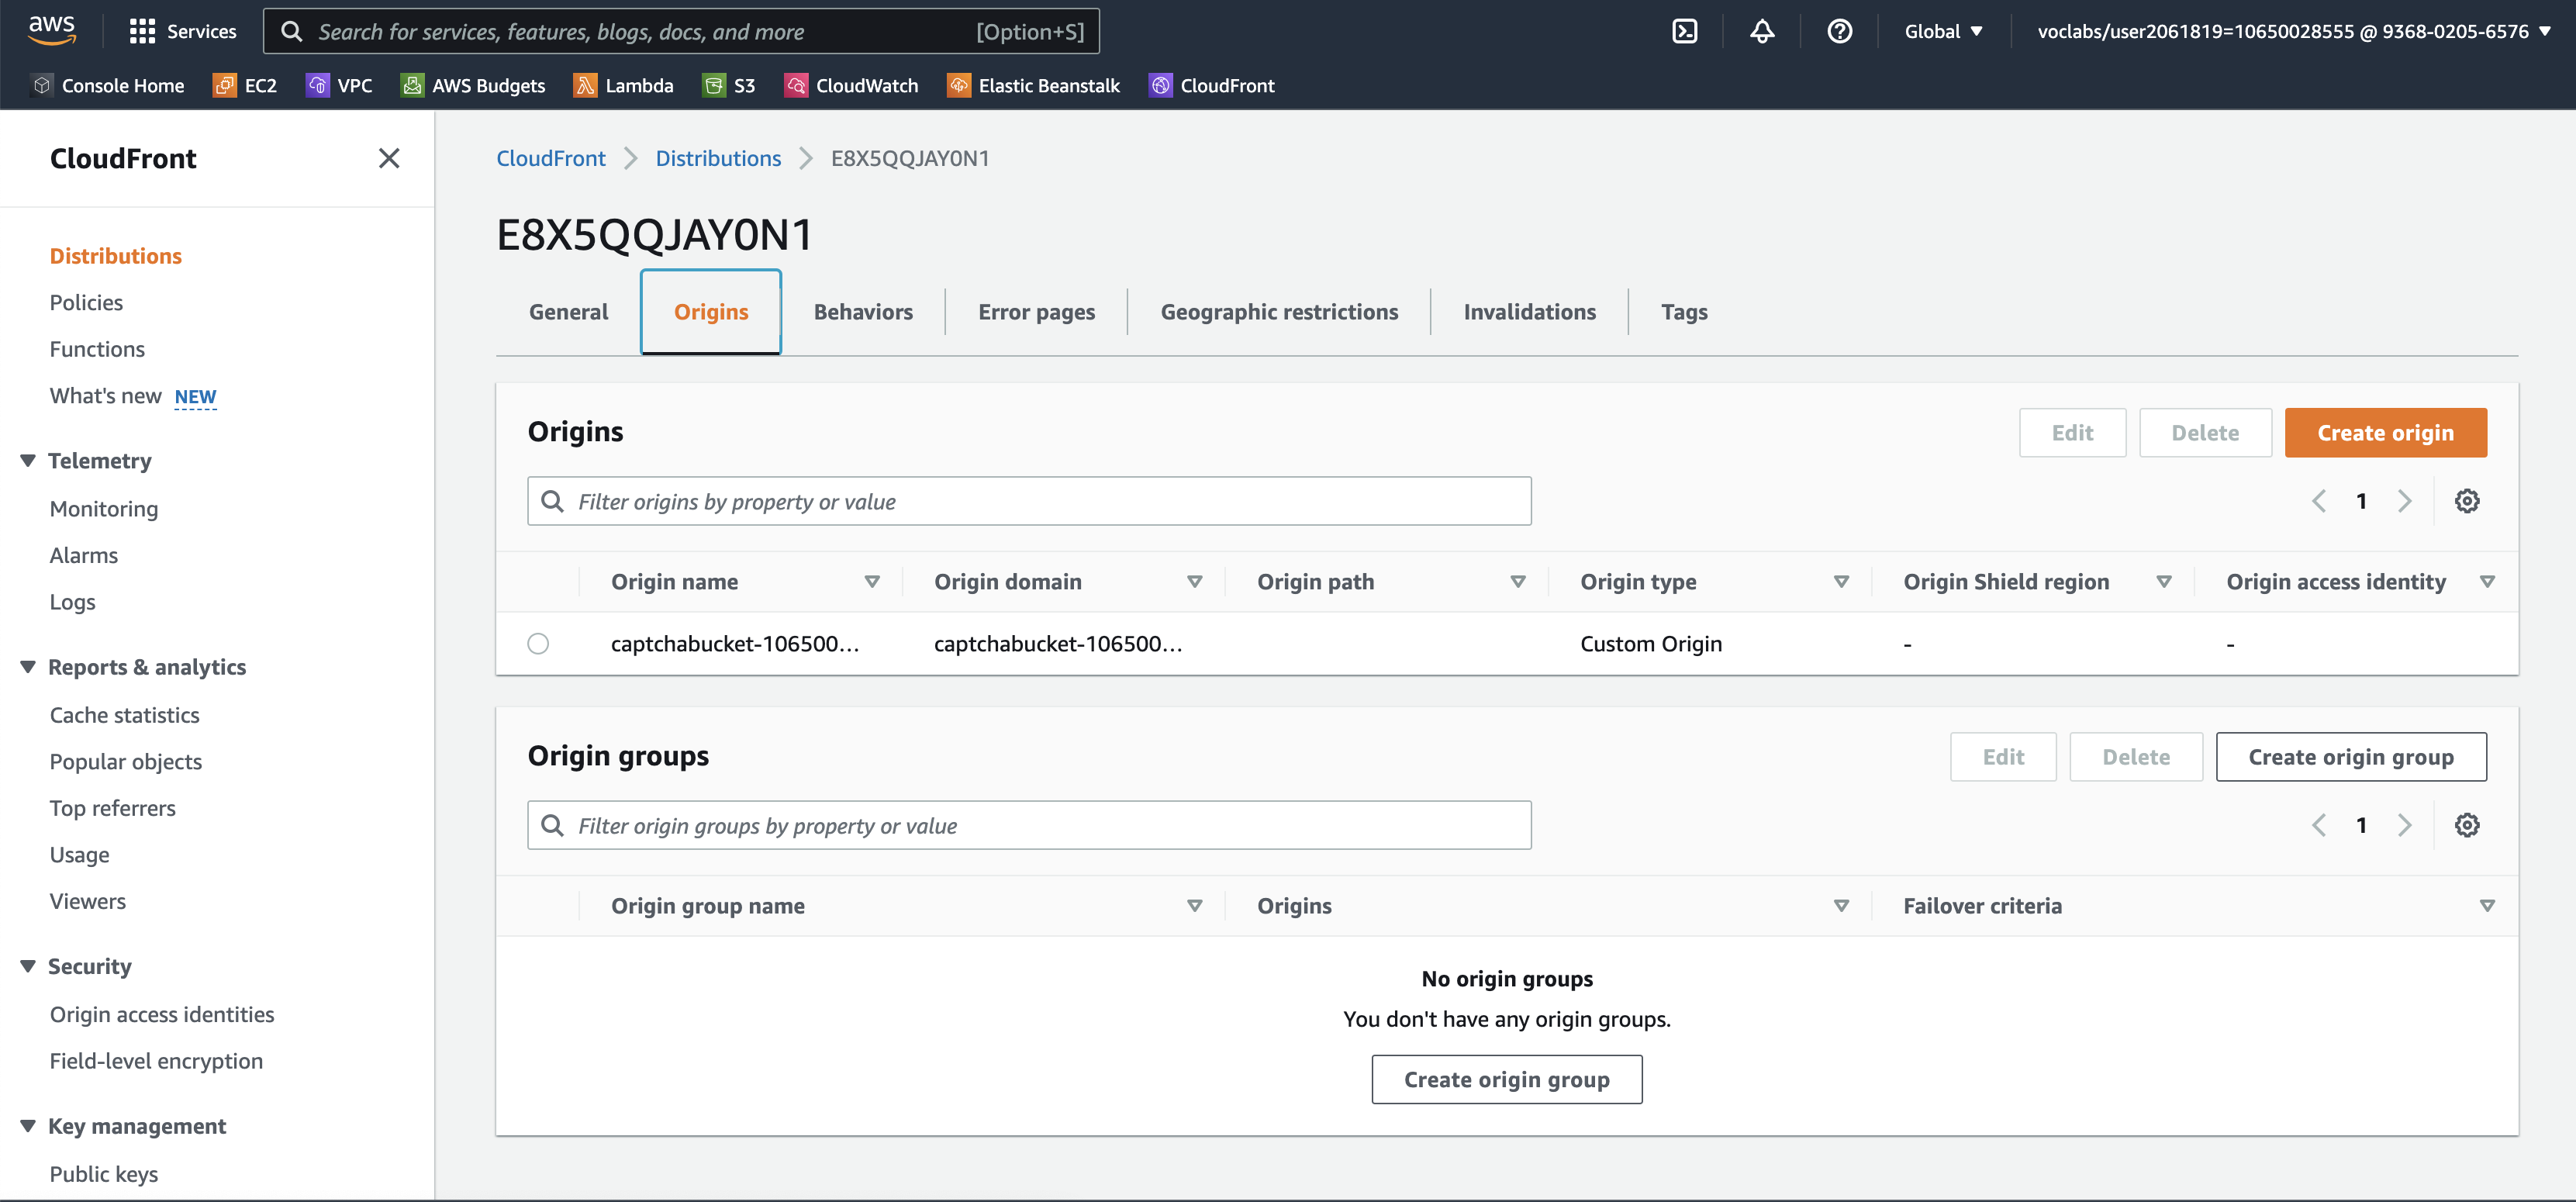 aws Services Search for services, features, blogs, docs, and more [Option+S] Global voclabs/user2061819=10650028555 @ 9368-0205-6576
Console Home EC2 VPC AWS Budgets Lambda S3 CloudWatch Elastic Beanstalk CloudFront
CloudFront
Distributions
Policies
Functions
What's new NEW
Telemetry
Monitoring
Alarms
Logs
Reports & analytics
Cache statistics
Popular objects
Top referrers
Usage
Viewers
Security
Origin access identities
Field-level encryption
Key management
Public keys
CloudFront Distributions E8X5QQJAY0N1
E8X5QQJAY0N1
General Origins Behaviors Error pages Geographic restrictions Invalidations Tags
Origins Edit Delete Create origin
Filter origins by property or value 1
Origin name Origin domain Origin path Origin type Origin Shield region Origin access identity
captchabucket-106500... captchabucket-106500... Custom Origin - -
Origin groups Edit Delete Create origin group
Filter origin groups by property or value 1
Origin group name Origins Failover criteria
No origin groups
You don't have any origin groups.
Create origin group